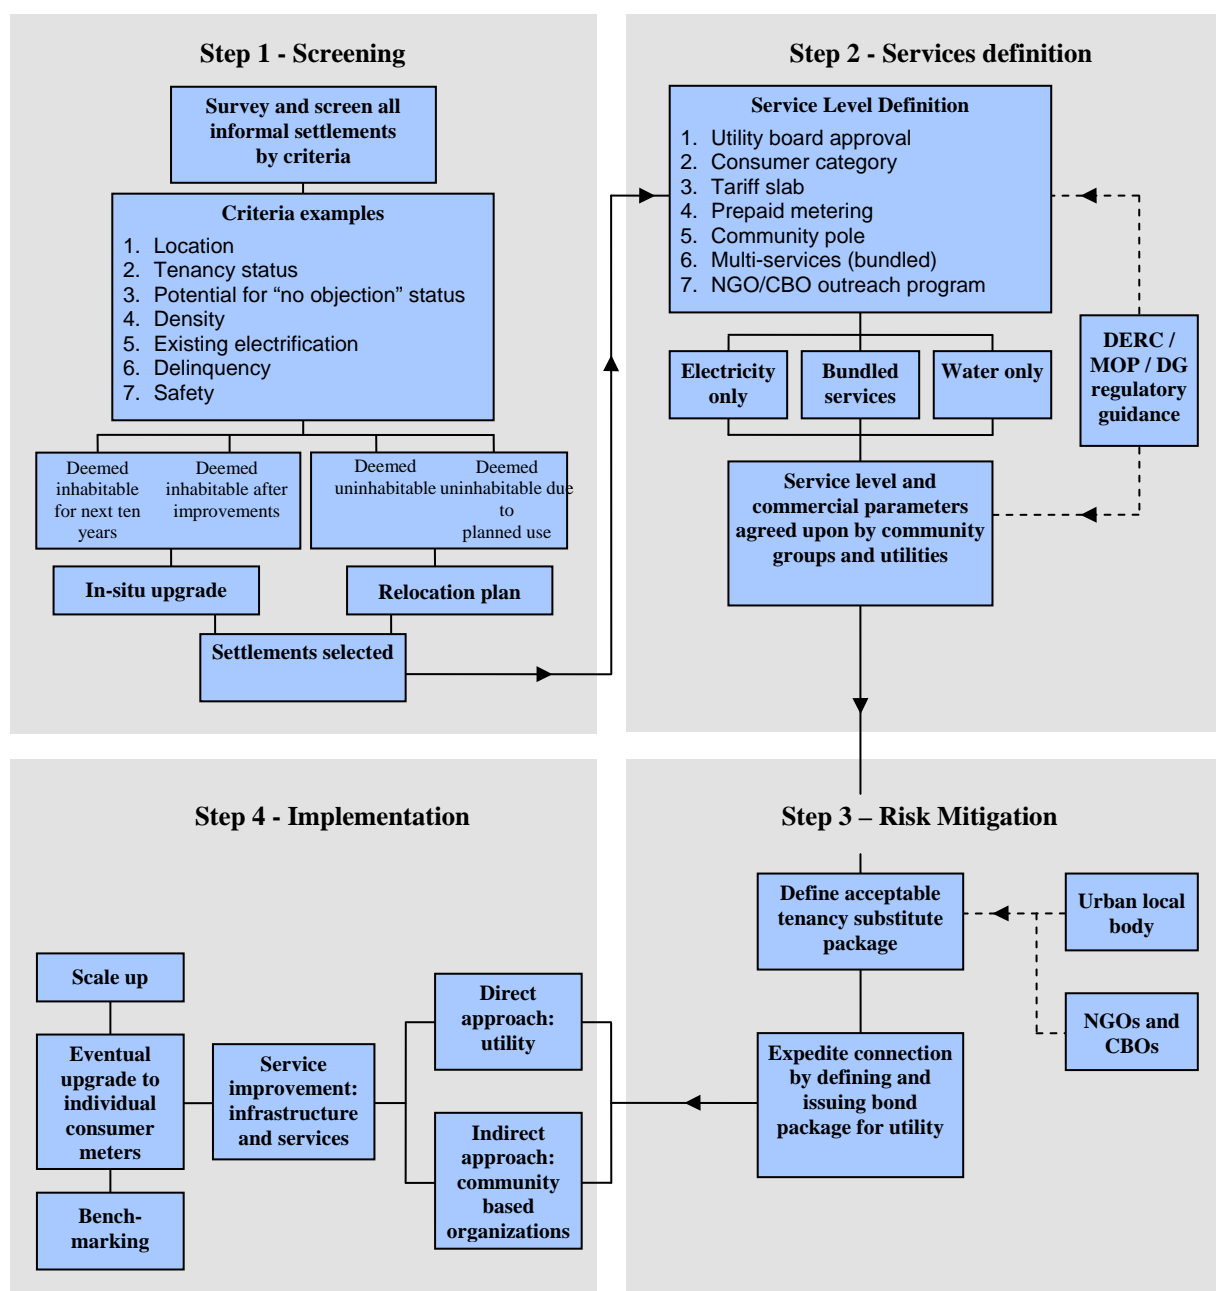 Step 1 - Screening
Survey and screen all
informal settlements
by criteria
Criteria examples
1. Location
2. Tenancy status
3. Potential for “no objection” status
4. Density
5. Existing electrification
6. Delinquency
7. Safety
Deemed
inhabitable
for next ten
years
Deemed
inhabitable after
improvements
Deemed
uninhabitable
Deemed
uninhabitable due
to
planned use
In-situ upgrade
Relocation plan
Settlements selected
Step 2 - Services definition
Service Level Definition
1. Utility board approval
2. Consumer category
3. Tariff slab
4. Prepaid metering
5. Community pole
6. Multi-services (bundled)
7. NGO/CBO outreach program
Electricity
only
Bundled
services
Water only
DERC /
MOP / DG
regulatory
guidance
Service level and
commercial parameters
agreed upon by community
groups and utilities
Step 3 – Risk Mitigation
Define acceptable
tenancy substitute
package
Urban local
body
NGOs and
CBOs
Expedite connection
by defining and
issuing bond
package for utility
Step 4 - Implementation
Direct
approach:
utility
Indirect
approach:
community
based
organizations
Service
improvement:
infrastructure
and services
Scale up
Eventual
upgrade to
individual
consumer
meters
Bench-
marking